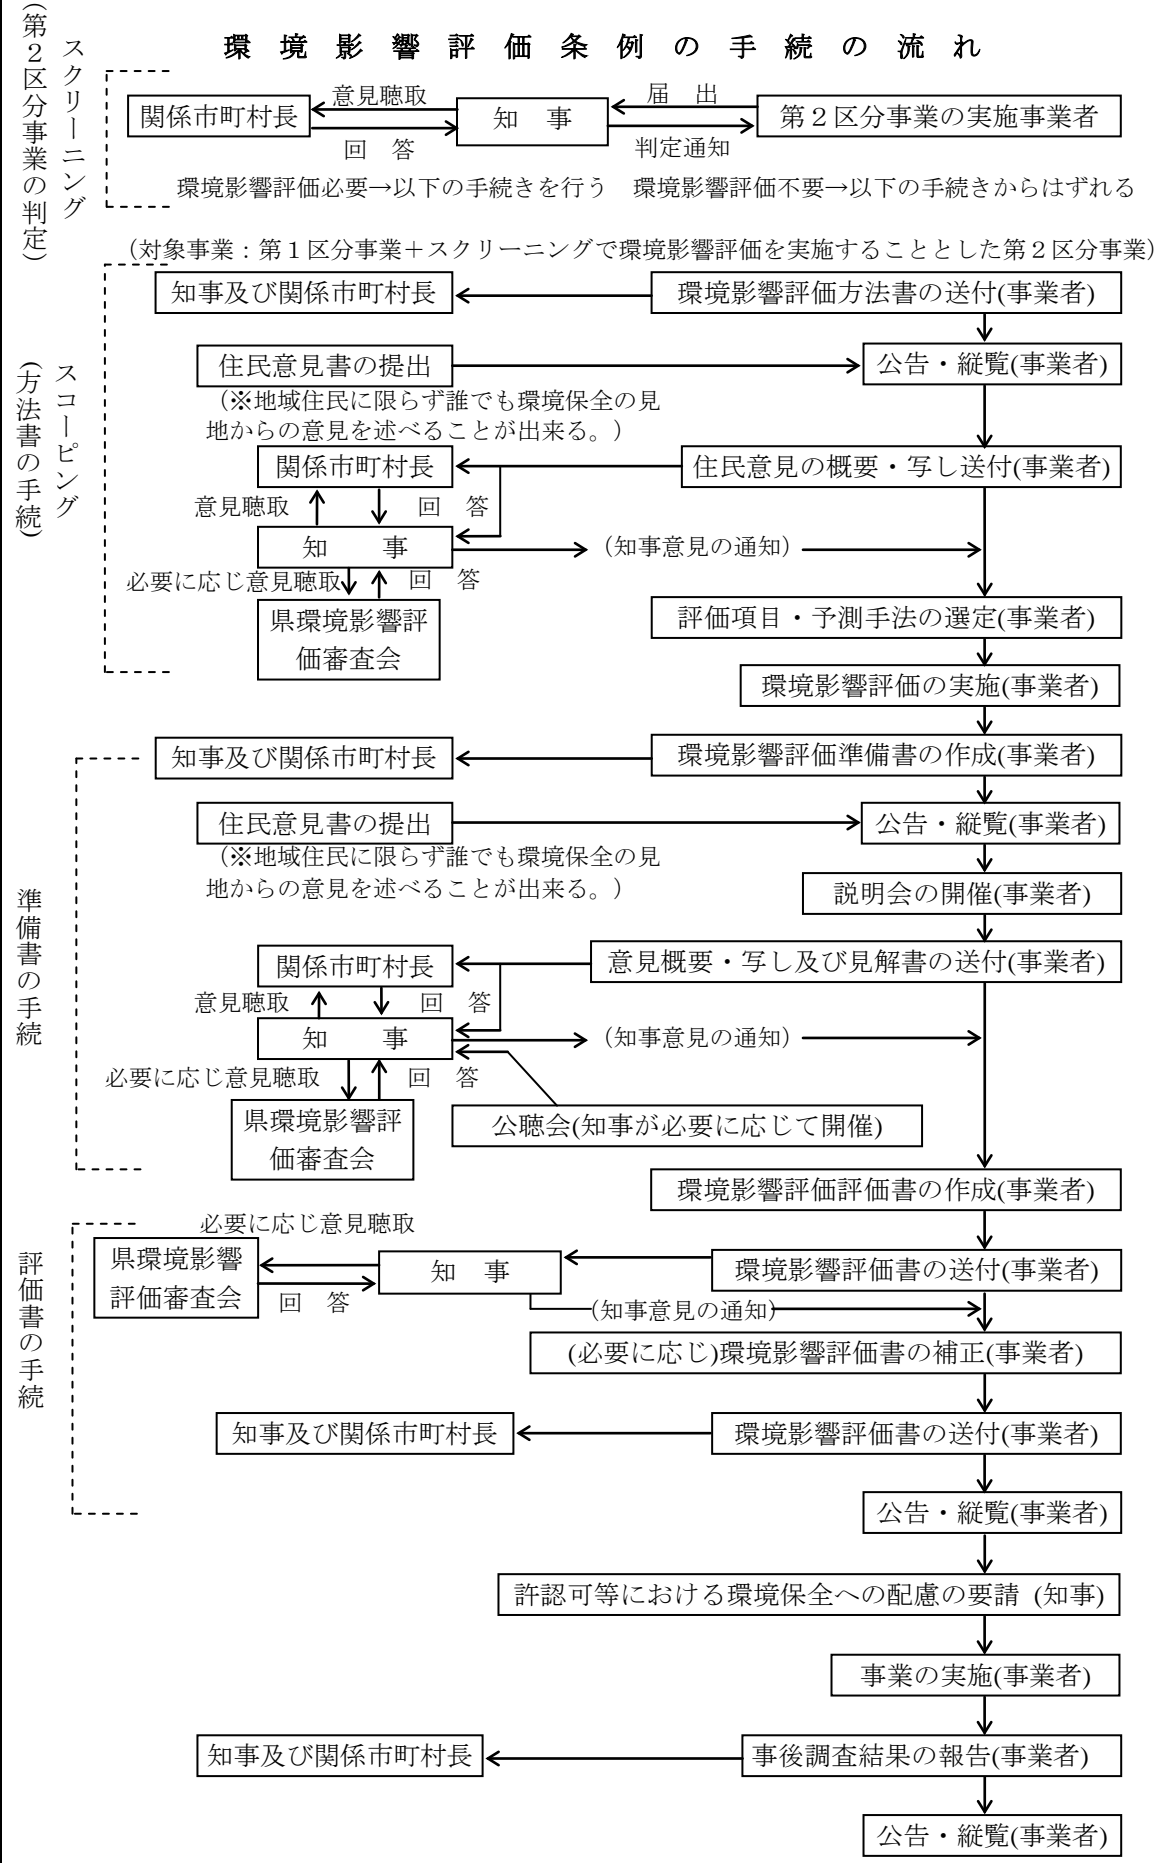 環境影響評価条例の手続の流れ
スクリーニング
(第２区分事業の判定)
関係市町村長
意見聴取
回　答
知　事
届　出
判定通知
第２区分事業の実施事業者
環境影響評価必要→以下の手続きを行う　環境影響評価不要→以下の手続きからはずれる
（対象事業：第１区分事業＋スクリーニングで環境影響評価を実施することとした第２区分事業）
スコーピング
(方法書の手続)
知事及び関係市町村長
環境影響評価方法書の送付(事業者)
住民意見書の提出
公告・縦覧(事業者)
（※地域住民に限らず誰でも環境保全の見
地からの意見を述べることが出来る。）
関係市町村長
住民意見の概要・写し送付(事業者)
意見聴取
回　答
知　　事
（知事意見の通知）
必要に応じ意見聴取
回　答
県環境影響評
価審査会
評価項目・予測手法の選定(事業者)
環境影響評価の実施(事業者)
準備書の手続
知事及び関係市町村長
環境影響評価準備書の作成(事業者)
住民意見書の提出
公告・縦覧(事業者)
（※地域住民に限らず誰でも環境保全の見
地からの意見を述べることが出来る。）
説明会の開催(事業者)
関係市町村長
意見概要・写し及び見解書の送付(事業者)
意見聴取
回　答
知　　事
（知事意見の通知）
必要に応じ意見聴取
回　答
県環境影響評
価審査会
公聴会(知事が必要に応じて開催)
環境影響評価評価書の作成(事業者)
評価書の手続
必要に応じ意見聴取
県環境影響
評価審査会
回　答
知　事
環境影響評価書の送付(事業者)
（知事意見の通知）
(必要に応じ)環境影響評価書の補正(事業者)
知事及び関係市町村長
環境影響評価書の送付(事業者)
公告・縦覧(事業者)
許認可等における環境保全への配慮の要請 (知事)
事業の実施(事業者)
知事及び関係市町村長
事後調査結果の報告(事業者)
公告・縦覧(事業者)